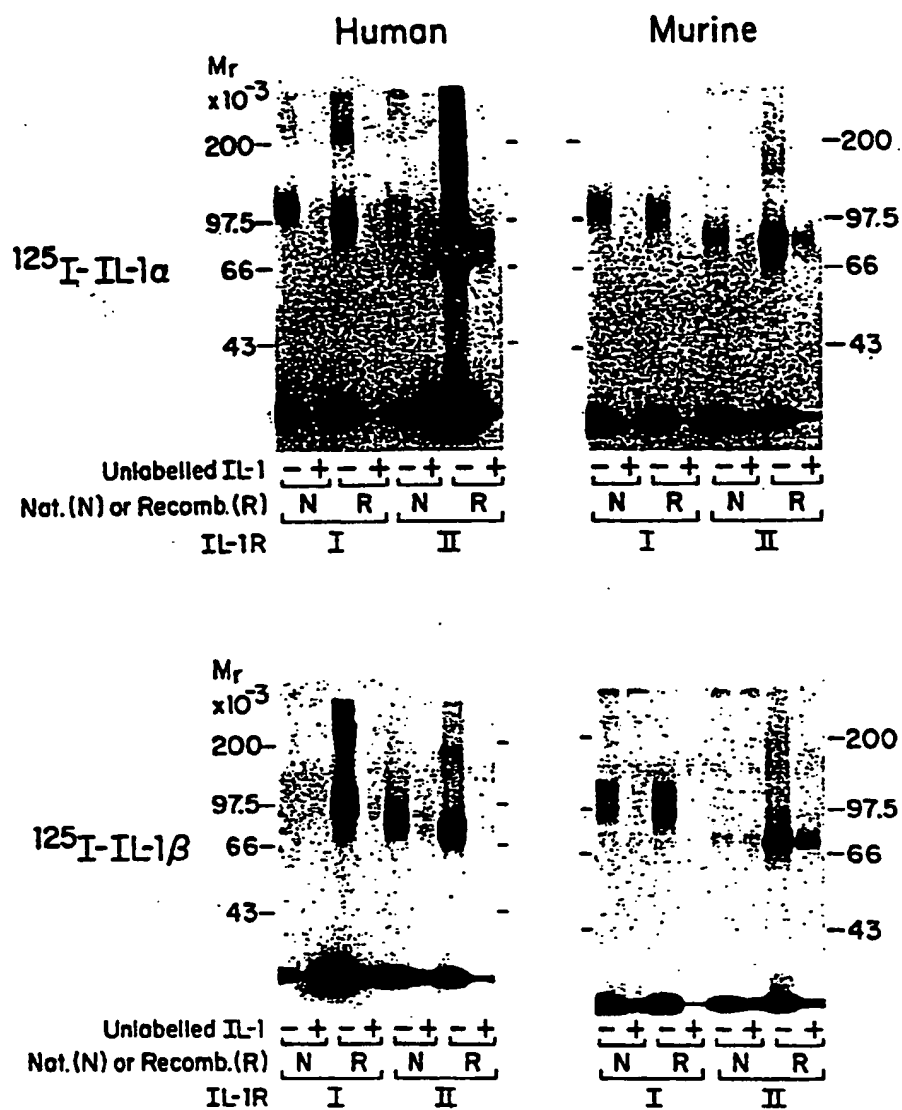 Human Murine
Mr
x10-3
200– –200
97.5– –97.5
125I-IL-1α
66– –66
43– –43
Unlabelled IL-1 – + – + – + – + – + – + – + – +
Nat.(N) or Recomb.(R) N R N R N R N R
IL-1R I II I II
Mr
x10-3
200– –200
97.5– –97.5
125I-IL-1β
66– –66
43– –43
Unlabelled IL-1 – + – + – + – + – + – + – + – +
Nat.(N) or Recomb.(R) N R N R N R N R
IL-1R I II I II